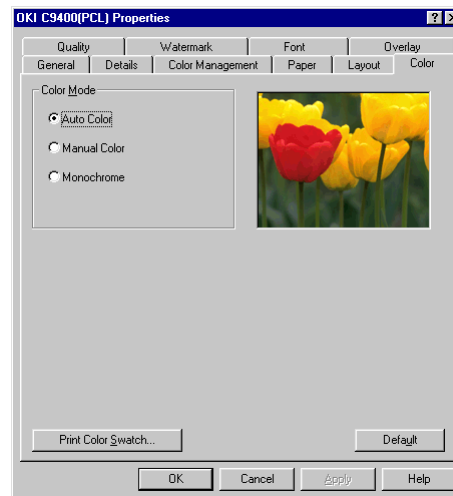 OKI C9400(PCL) Properties
Quality Watermark Font Overlay
General Details Color Management Paper Layout Color
Color Mode
Auto Color
Manual Color
Monochrome
Print Color Swatch... Default
OK Cancel Apply Help